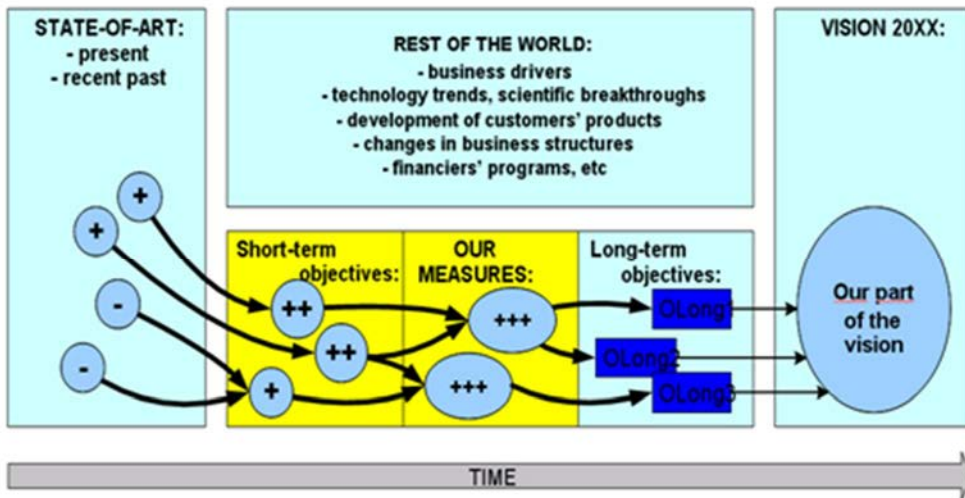 STATE-OF-ART:
- present
- recent past
REST OF THE WORLD:
- business drivers
- technology trends, scientific breakthroughs
- development of customers' products
- changes in business structures
- financiers' programs, etc
VISION 20XX:
+
+
-
-
Short-term
objectives:
++
++
+
OUR
MEASURES:
+++
+++
Long-term
objectives:
OLong1
OLong2
OLong3
Our part
of the
vision
TIME